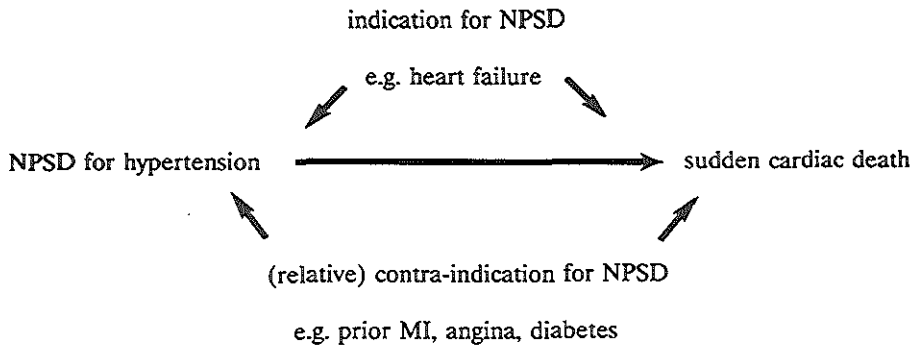 indication for NPSD
e.g. heart failure
NPSD for hypertension
sudden cardiac death
(relative) contra-indication for NPSD
e.g. prior MI, angina, diabetes